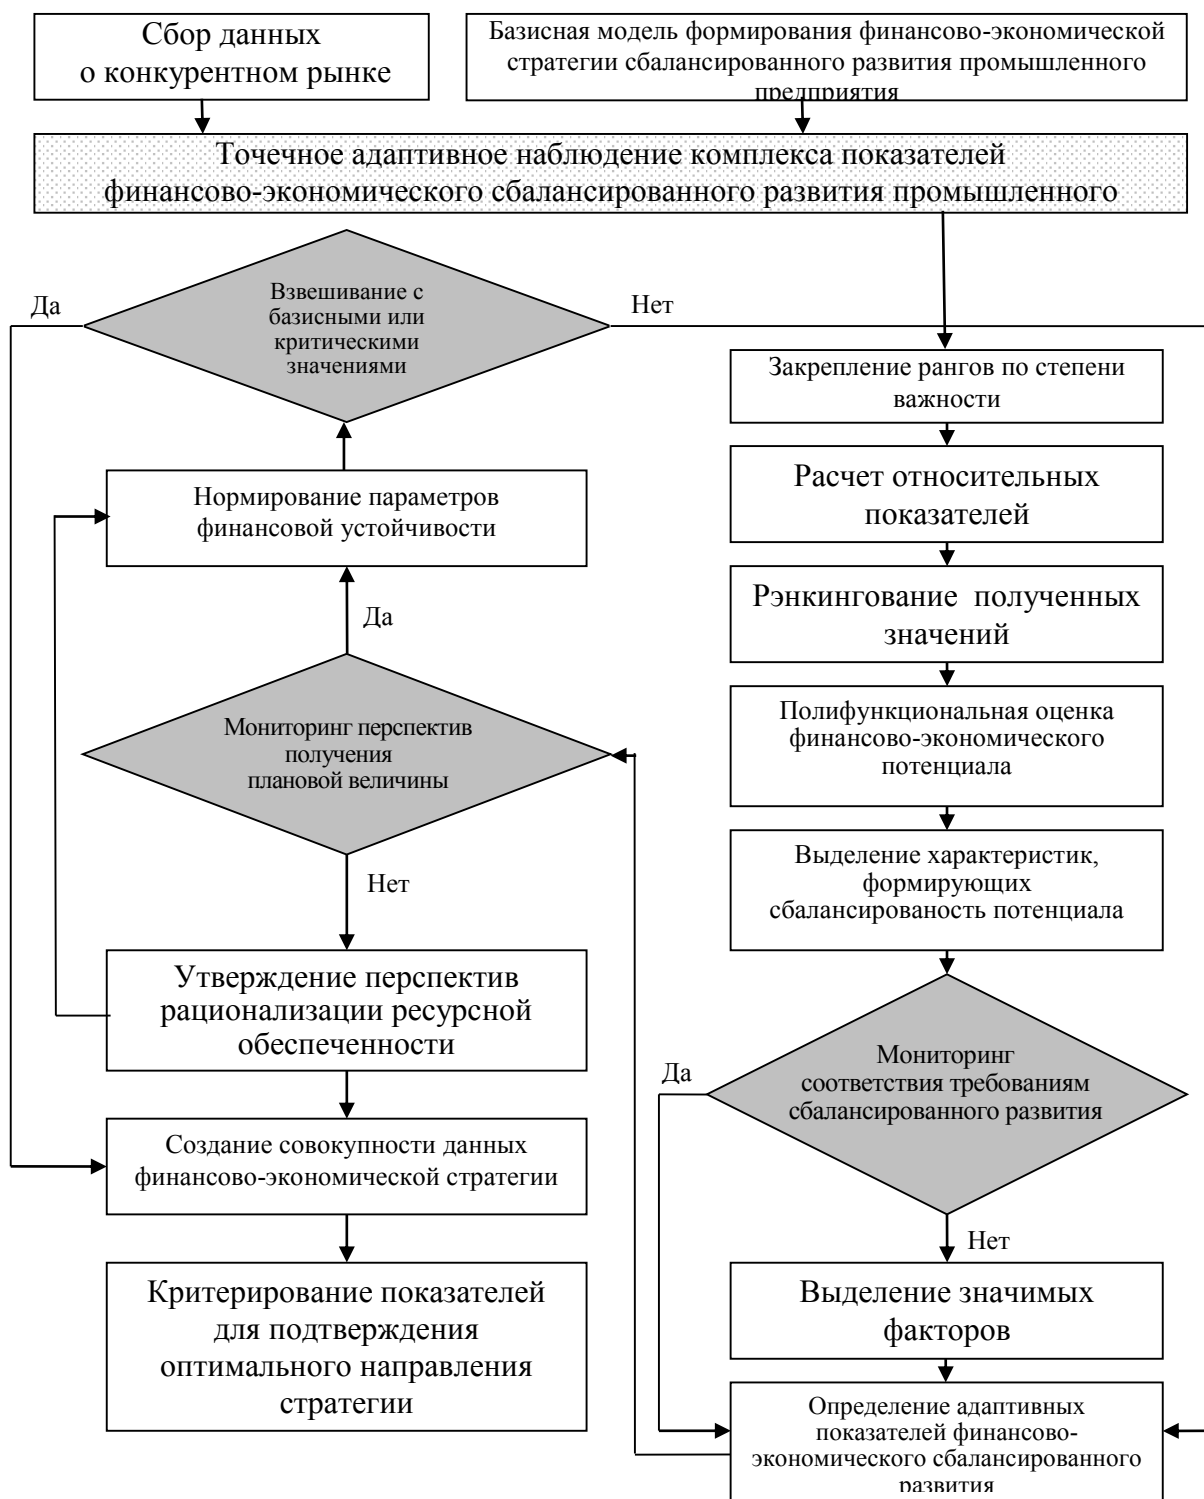 Сбор данных
о конкурентном рынке
Базисная модель формирования финансово-экономической
стратегии сбалансированного развития промышленного
предприятия
Точечное адаптивное наблюдение комплекса показателей
финансово-экономического сбалансированного развития промышленного
Да
Взвешивание с
базисными или
критическими
значениями
Нет
Закрепление рангов по степени
важности
Расчет относительных
показателей
Нормирование параметров
финансовой устойчивости
Рэнкингование полученных
значений
Да
Мониторинг перспектив
получения
плановой величины
Полифункциональная оценка
финансово-экономического
потенциала
Нет
Выделение характеристик,
формирующих
сбалансированость потенциала
Утверждение перспектив
рационализации ресурсной
обеспеченности
Да
Мониторинг
соответствия требованиям
сбалансированного развития
Создание совокупности данных
финансово-экономической стратегии
Нет
Критерирование показателей
для подтверждения
оптимального направления
стратегии
Выделение значимых
факторов
Определение адаптивных
показателей финансово-
экономического сбалансированного
развития